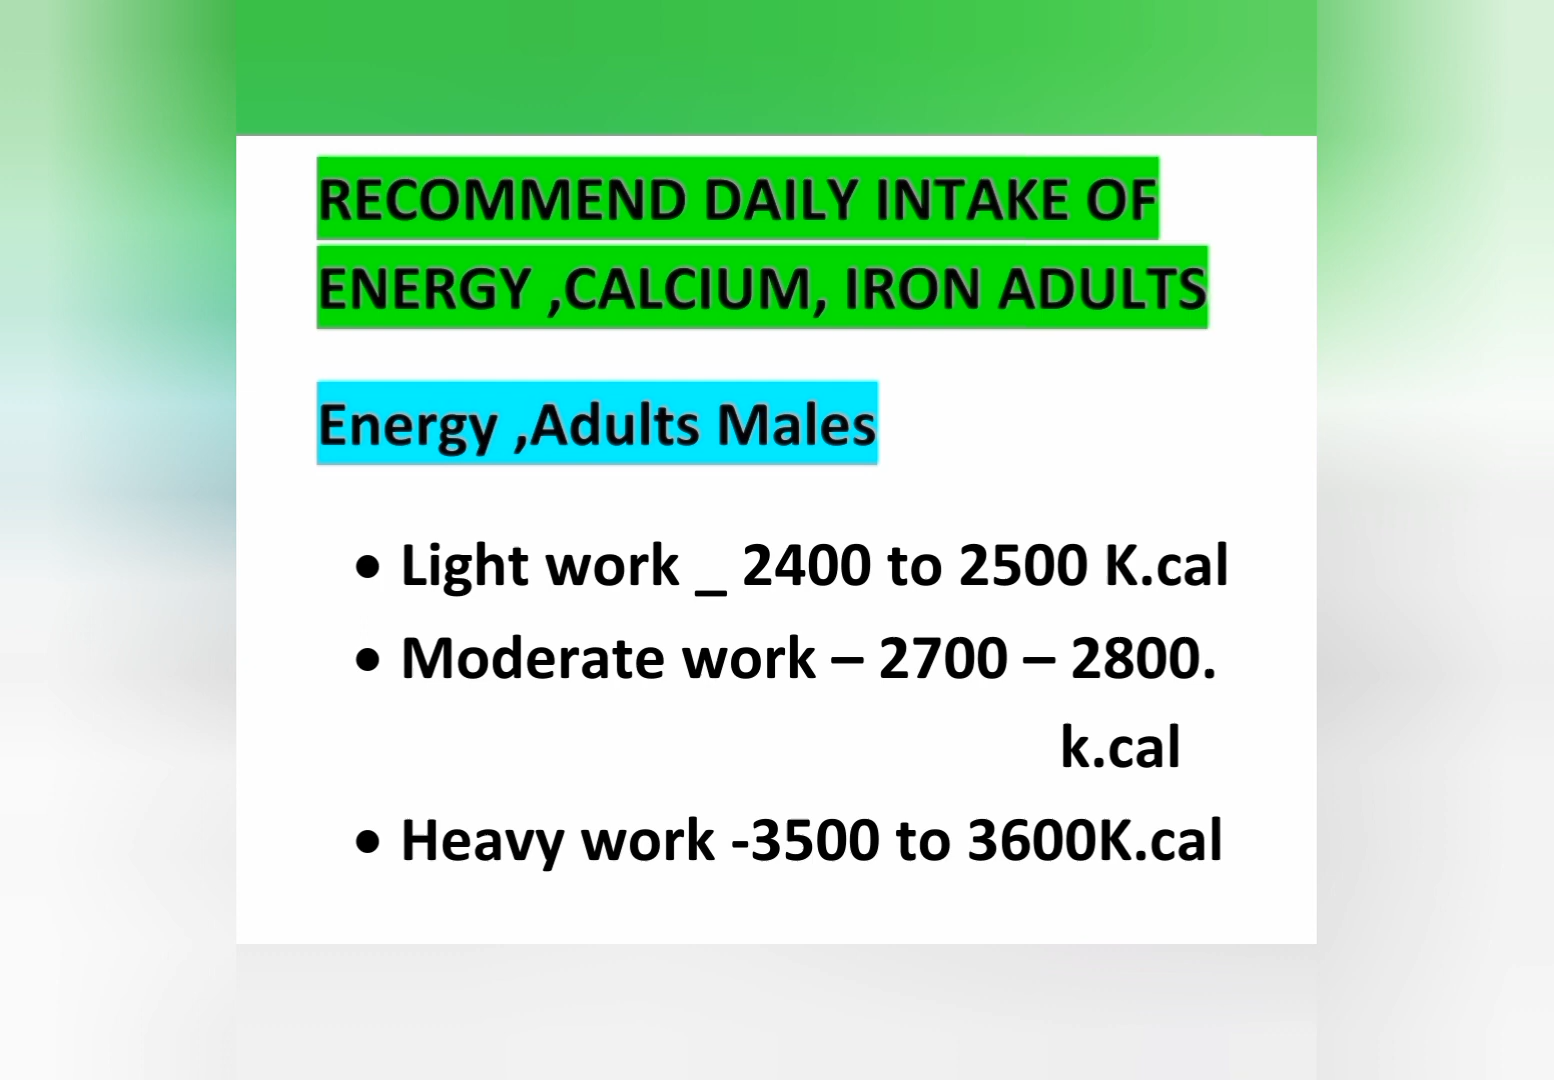 RECOMMEND DAILY INTAKE OF
ENERGY ,CALCIUM, IRON ADULTS
Energy ,Adults Males
• Light work _ 2400 to 2500 K.cal
• Moderate work – 2700 – 2800.
k.cal
• Heavy work -3500 to 3600K.cal